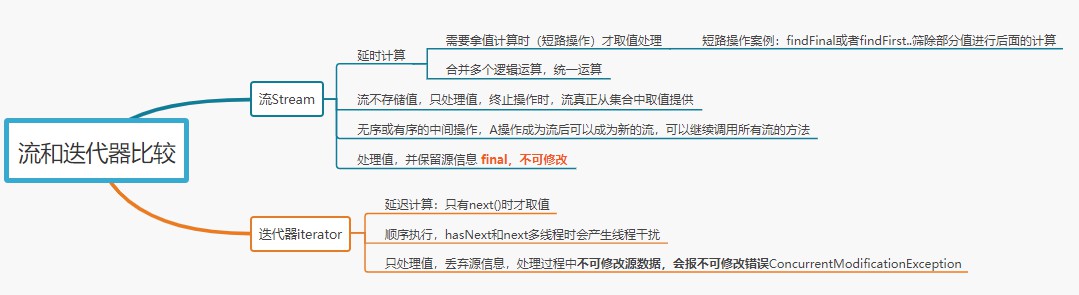 流和迭代器比较
流Stream
延时计算
需要拿值计算时（短路操作）才取值处理
短路操作案例：findFinal或者findFirst..筛除部分值进行后面的计算
合并多个逻辑运算，统一运算
流不存储值，只处理值，终止操作时，流真正从集合中取值提供
无序或有序的中间操作，A操作成为流后可以成为新的流，可以继续调用所有流的方法
处理值，并保留源信息 final，不可修改
迭代器iterator
延迟计算：只有next()时才取值
顺序执行，hasNext和next多线程时会产生线程干扰
只处理值，丢弃源信息，处理过程中不可修改源数据，会报不可修改错误ConcurrentModificationException